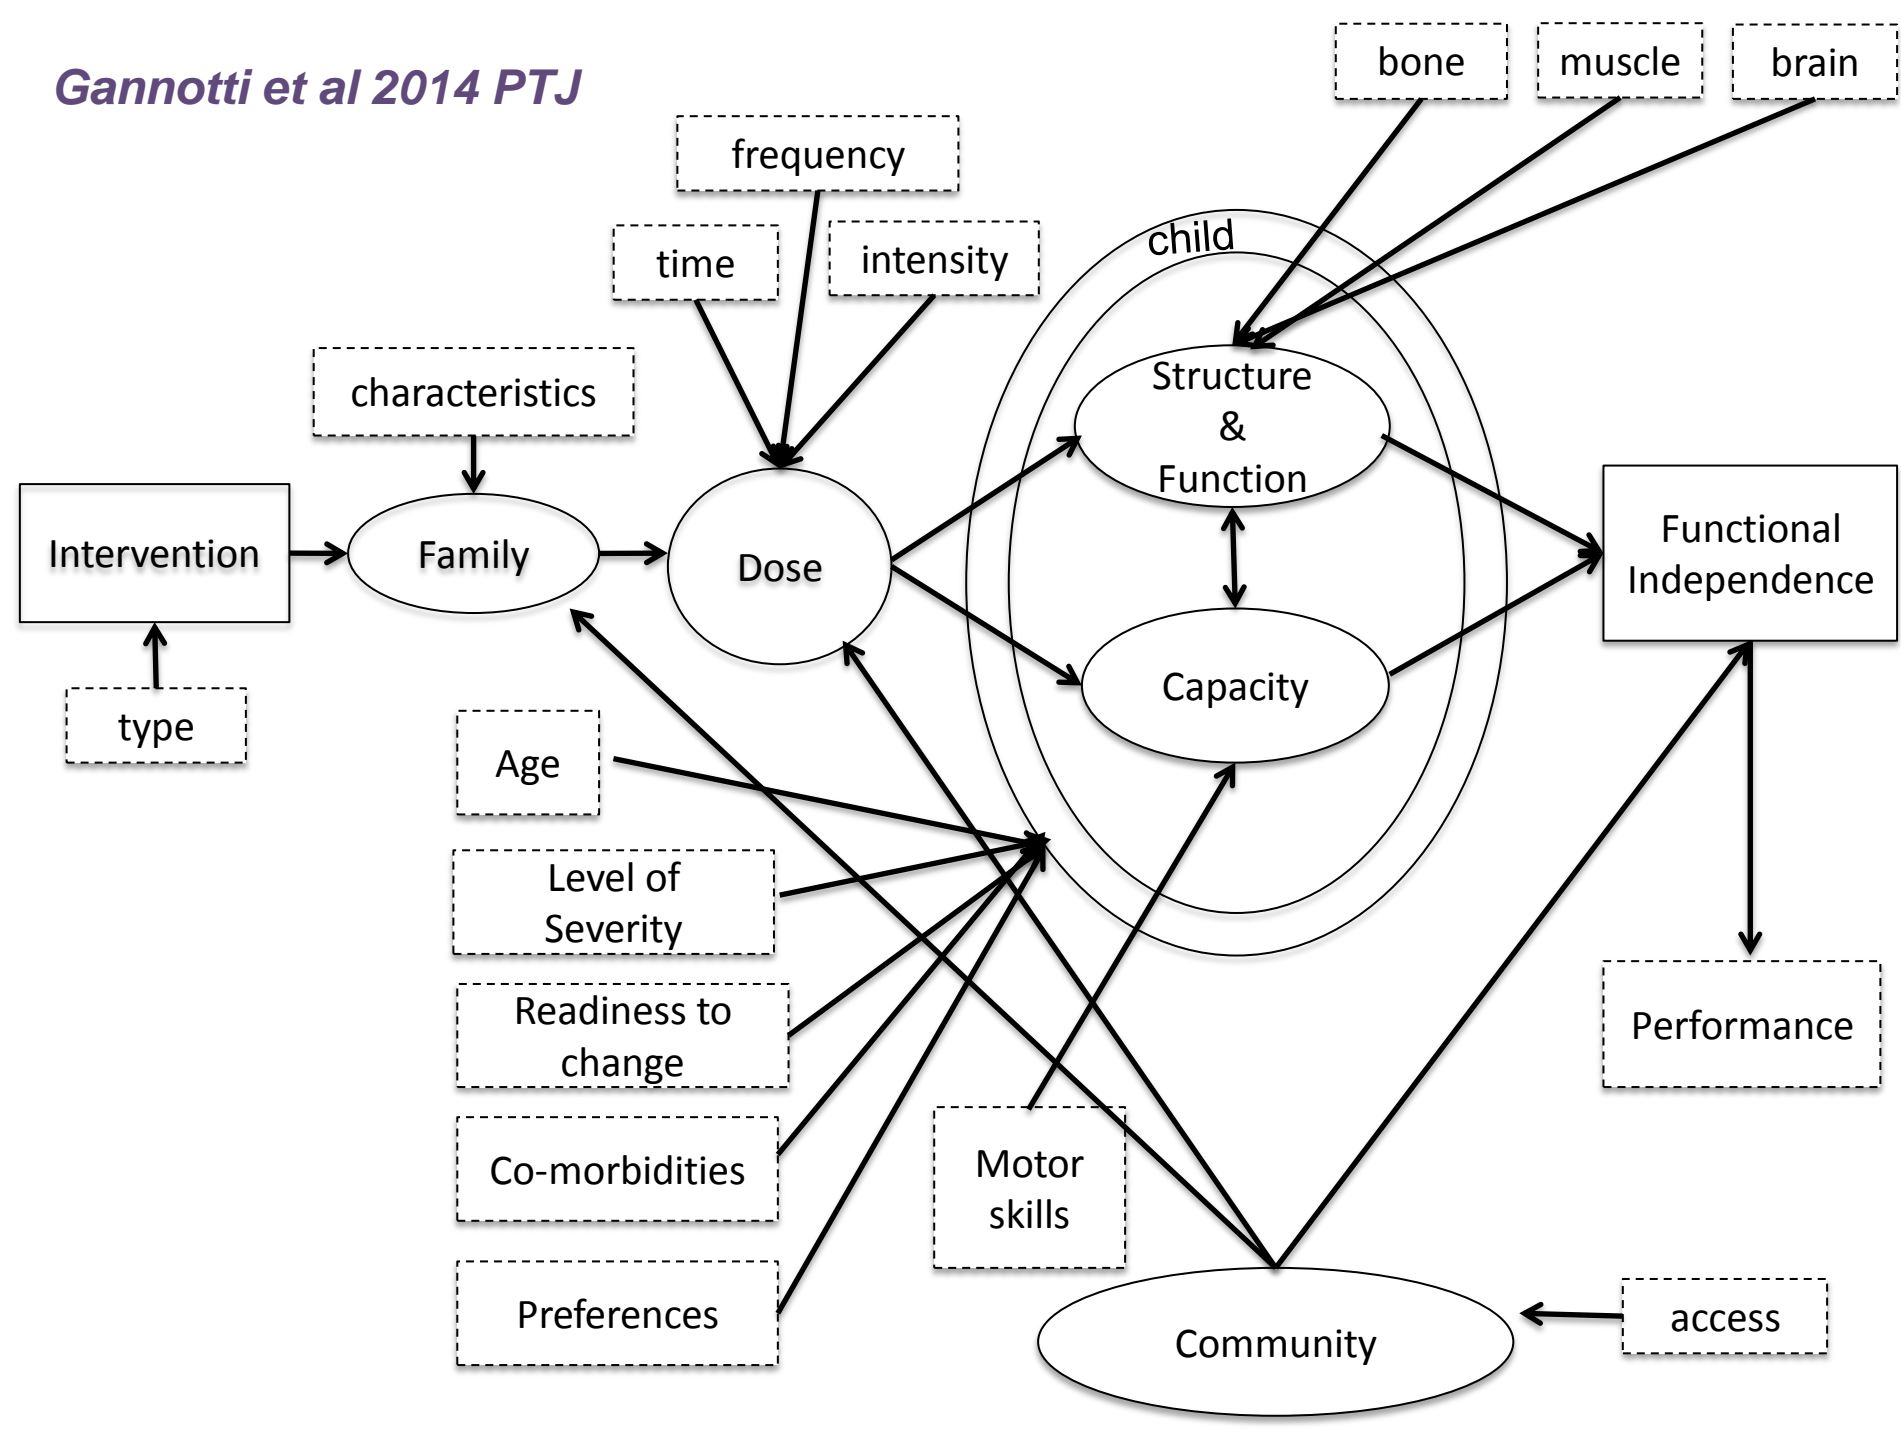 Gannotti et al 2014 PTJ
bone
muscle
brain
frequency
time
intensity
child
characteristics
Structure
&
Function
Intervention
Family
Dose
Functional
Independence
type
Capacity
Age
Level of
Severity
Readiness to
change
Performance
Co-morbidities
Motor
skills
Preferences
Community
access